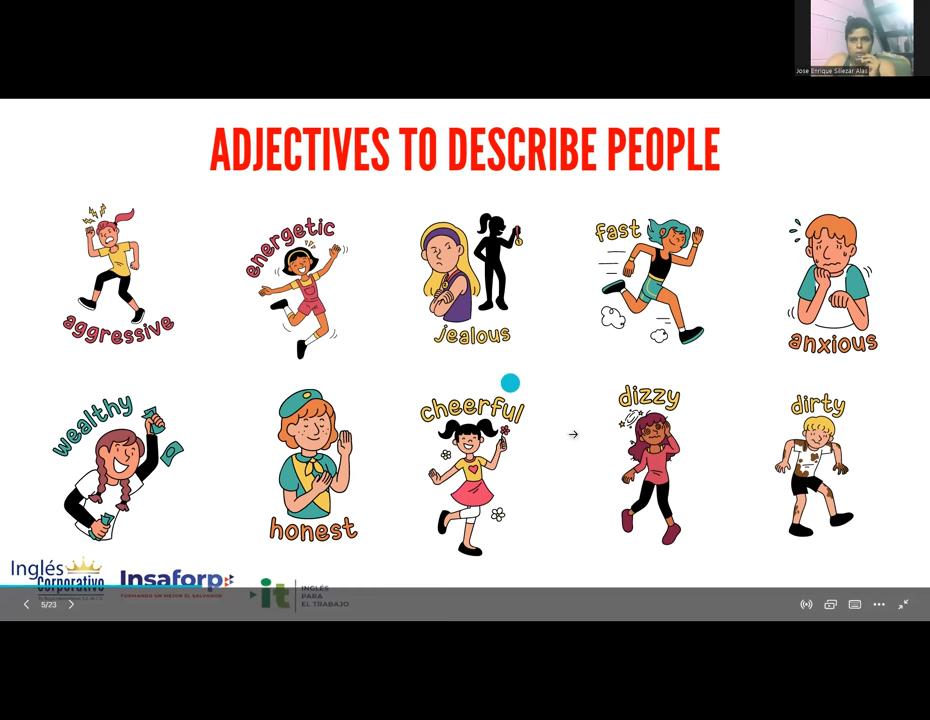 Jose Enrique Siliezar Alas
ADJECTIVES TO DESCRIBE PEOPLE
aggressive
energetic
jealous
fast
anxious
wealthy
honest
cheerful
dizzy
dirty
Inglés
Corporativo
Insaforp
FORMANDO UN MEJOR EL SALVADOR
it
INGLÉS
PARA
EL TRABAJO
5/23